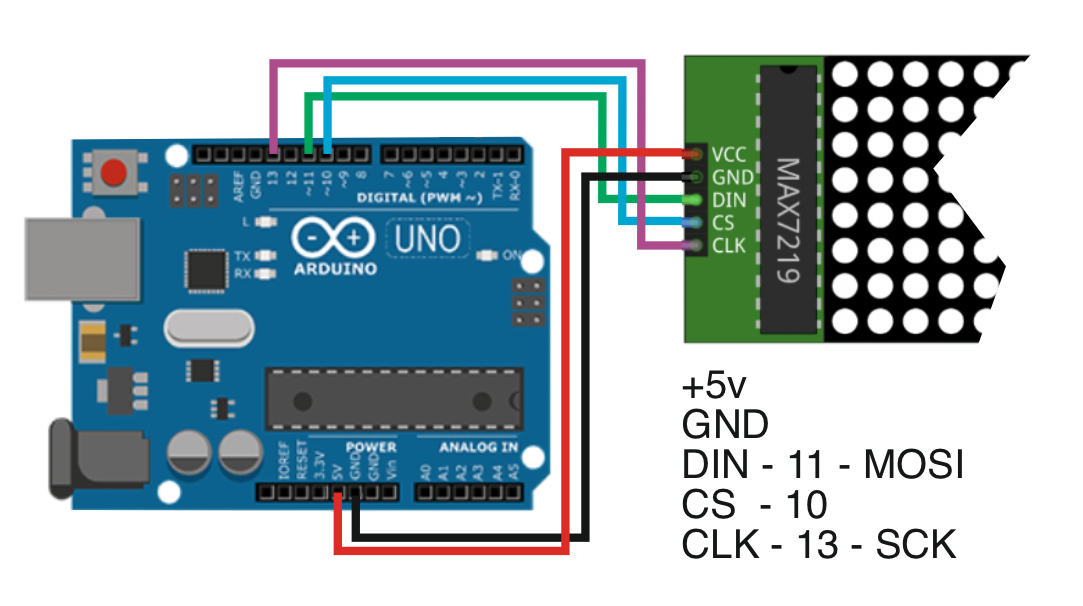 AREF
GND
13
12
~11
~10
~9
8
7
~6
~5
4
~3
2
TX-1
RX-0
DIGITAL (PWM ~)
L
TX
RX
ARDUINO
UNO
ON
IOREF
RESET
3.3V
5V
GND
GND
Vin
POWER
ANALOG IN
A0
A1
A2
A3
A4
A5
VCC
GND
DIN
CS
CLK
MAX7219
+5v
GND
DIN - 11 - MOSI
CS - 10
CLK - 13 - SCK